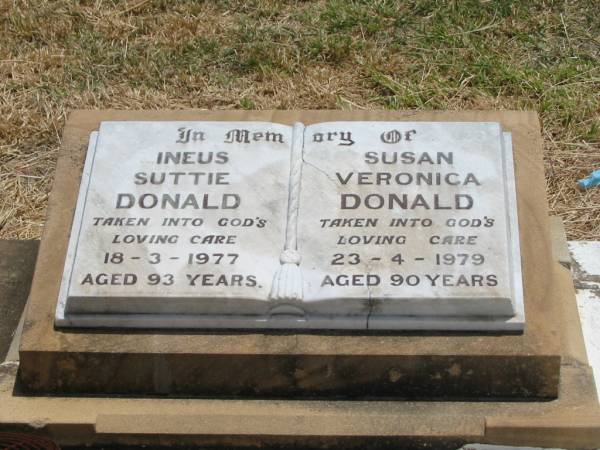 In Memory Of
INEUS
SUTTIE
DONALD
TAKEN INTO GOD'S
LOVING CARE
18-3-1977
AGED 93 YEARS.
SUSAN
VERONICA
DONALD
TAKEN INTO GOD'S
LOVING CARE
23-4-1979
AGED 90 YEARS